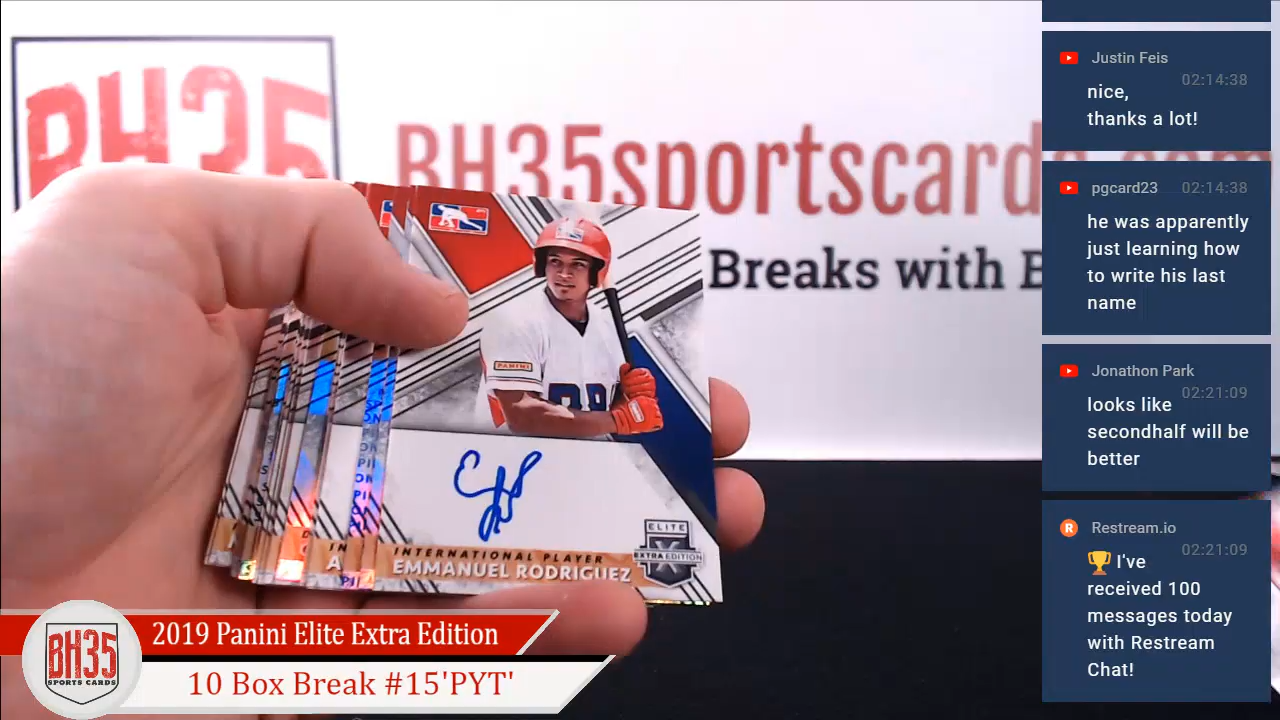 BH35
BH35sportscards.com
Breaks with B
PANINI
INTERNATIONAL PLAYER
EMMANUEL RODRIGUEZ
ELITE
X
EXTRA EDITION
BH35
SPORTS CARDS
2019 Panini Elite Extra Edition
10 Box Break #15'PYT'
Justin Feis
02:14:38
nice,
thanks a lot!
pgcard23 02:14:38
he was apparently
just learning how
to write his last
name
Jonathon Park
02:21:09
looks like
secondhalf will be
better
R Restream.io
02:21:09
🏆 I've
received 100
messages today
with Restream
Chat!